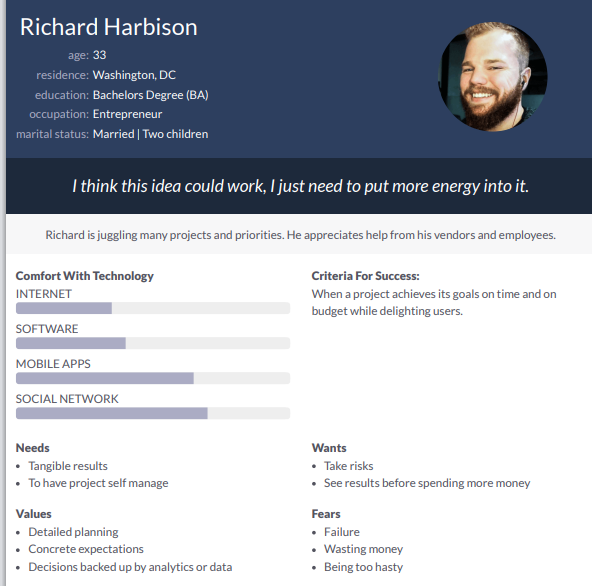 Richard Harbison
age: 33
residence: Washington, DC
education: Bachelors Degree (BA)
occupation: Entrepreneur
marital status: Married | Two children
I think this idea could work, I just need to put more energy into it.
Richard is juggling many projects and priorities. He appreciates help from his vendors and employees.
Comfort With Technology
INTERNET
SOFTWARE
MOBILE APPS
SOCIAL NETWORK
Criteria For Success:
When a project achieves its goals on time and on
budget while delighting users.
Needs
• Tangible results
• To have project self manage
Wants
• Take risks
• See results before spending more money
Values
• Detailed planning
• Concrete expectations
• Decisions backed up by analytics or data
Fears
• Failure
• Wasting money
• Being too hasty